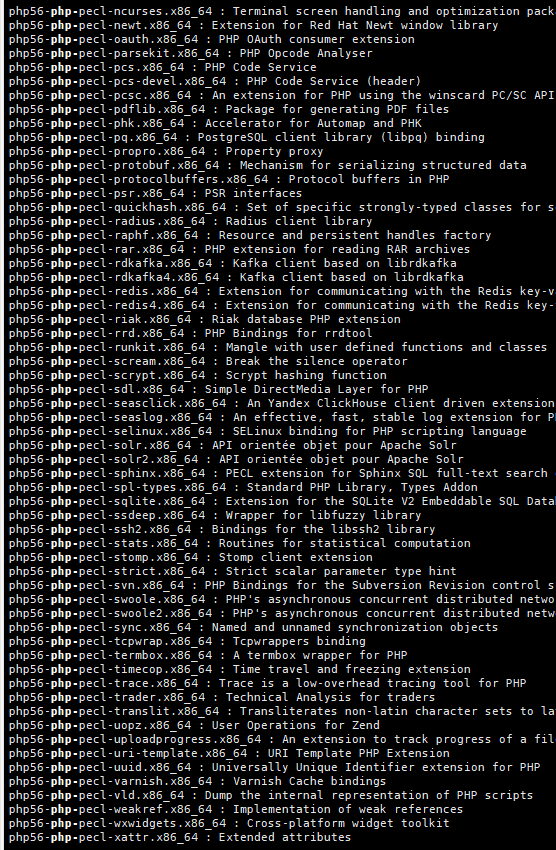 php56-php-pecl-ncurses.x86_64 : Terminal screen handling and optimization pack
php56-php-pecl-newt.x86_64 : Extension for Red Hat Newt window library
php56-php-pecl-oauth.x86_64 : PHP OAuth consumer extension
php56-php-pecl-parsekit.x86_64 : PHP Opcode Analyser
php56-php-pecl-pcs.x86_64 : PHP Code Service
php56-php-pecl-pcs-devel.x86_64 : PHP Code Service (header)
php56-php-pecl-pcsc.x86_64 : An extension for PHP using the winscard PC/SC API
php56-php-pecl-pdflib.x86_64 : Package for generating PDF files
php56-php-pecl-phk.x86_64 : Accelerator for Automap and PHK
php56-php-pecl-pq.x86_64 : PostgreSQL client library (libpq) binding
php56-php-pecl-propro.x86_64 : Property proxy
php56-php-pecl-protobuf.x86_64 : Mechanism for serializing structured data
php56-php-pecl-protocolbuffers.x86_64 : Protocol buffers in PHP
php56-php-pecl-psr.x86_64 : PSR interfaces
php56-php-pecl-quickhash.x86_64 : Set of specific strongly-typed classes for s
php56-php-pecl-radius.x86_64 : Radius client library
php56-php-pecl-raphf.x86_64 : Resource and persistent handles factory
php56-php-pecl-rar.x86_64 : PHP extension for reading RAR archives
php56-php-pecl-rdkafka.x86_64 : Kafka client based on librdkafka
php56-php-pecl-rdkafka4.x86_64 : Kafka client based on librdkafka
php56-php-pecl-redis.x86_64 : Extension for communicating with the Redis key-v
php56-php-pecl-redis4.x86_64 : Extension for communicating with the Redis key-
php56-php-pecl-riak.x86_64 : Riak database PHP extension
php56-php-pecl-rrd.x86_64 : PHP Bindings for rrdtool
php56-php-pecl-runkit.x86_64 : Mangle with user defined functions and classes
php56-php-pecl-scream.x86_64 : Break the silence operator
php56-php-pecl-scrypt.x86_64 : Scrypt hashing function
php56-php-pecl-sdl.x86_64 : Simple DirectMedia Layer for PHP
php56-php-pecl-seasclick.x86_64 : An Yandex ClickHouse client driven extension
php56-php-pecl-seaslog.x86_64 : An effective, fast, stable log extension for PH
php56-php-pecl-selinux.x86_64 : SELinux binding for PHP scripting language
php56-php-pecl-solr.x86_64 : API orientée objet pour Apache Solr
php56-php-pecl-solr2.x86_64 : API orientée objet pour Apache Solr
php56-php-pecl-sphinx.x86_64 : PECL extension for Sphinx SQL full-text search
php56-php-pecl-spl-types.x86_64 : Standard PHP Library, Types Addon
php56-php-pecl-sqlite.x86_64 : Extension for the SQLite V2 Embeddable SQL Data
php56-php-pecl-ssdeep.x86_64 : Wrapper for libfuzzy library
php56-php-pecl-ssh2.x86_64 : Bindings for the libssh2 library
php56-php-pecl-stats.x86_64 : Routines for statistical computation
php56-php-pecl-stomp.x86_64 : Stomp client extension
php56-php-pecl-strict.x86_64 : Strict scalar parameter type hint
php56-php-pecl-svn.x86_64 : PHP Bindings for the Subversion Revision control s
php56-php-pecl-swoole.x86_64 : PHP's asynchronous concurrent distributed netwo
php56-php-pecl-swoole2.x86_64 : PHP's asynchronous concurrent distributed netw
php56-php-pecl-sync.x86_64 : Named and unnamed synchronization objects
php56-php-pecl-tcpwrap.x86_64 : Tcpwrappers binding
php56-php-pecl-termbox.x86_64 : A termbox wrapper for PHP
php56-php-pecl-timecop.x86_64 : Time travel and freezing extension
php56-php-pecl-trace.x86_64 : Trace is a low-overhead tracing tool for PHP
php56-php-pecl-trader.x86_64 : Technical Analysis for traders
php56-php-pecl-translit.x86_64 : Transliterates non-latin character sets to la
php56-php-pecl-uopz.x86_64 : User Operations for Zend
php56-php-pecl-uploadprogress.x86_64 : An extension to track progress of a fil
php56-php-pecl-uri-template.x86_64 : URI Template PHP Extension
php56-php-pecl-uuid.x86_64 : Universally Unique Identifier extension for PHP
php56-php-pecl-varnish.x86_64 : Varnish Cache bindings
php56-php-pecl-vld.x86_64 : Dump the internal representation of PHP scripts
php56-php-pecl-weakref.x86_64 : Implementation of weak references
php56-php-pecl-wxwidgets.x86_64 : Cross-platform widget toolkit
php56-php-pecl-xattr.x86_64 : Extended attributes